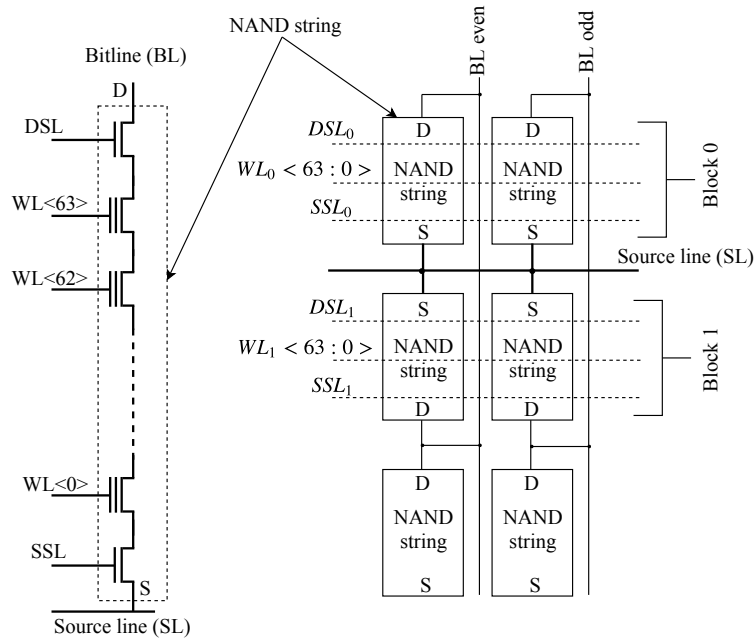 NAND string
Bitline (BL)
D
DSL
WL<63>
WL<62>
WL<0>
SSL
S
Source line (SL)
BL even
BL odd
D
D
DSL₀
WL₀ < 63 : 0 >
NAND
string
NAND
string
SSL₀
S
S
Block 0
Source line (SL)
S
S
DSL₁
WL₁ < 63 : 0 >
NAND
string
NAND
string
SSL₁
D
D
Block 1
D
D
NAND
string
NAND
string
S
S